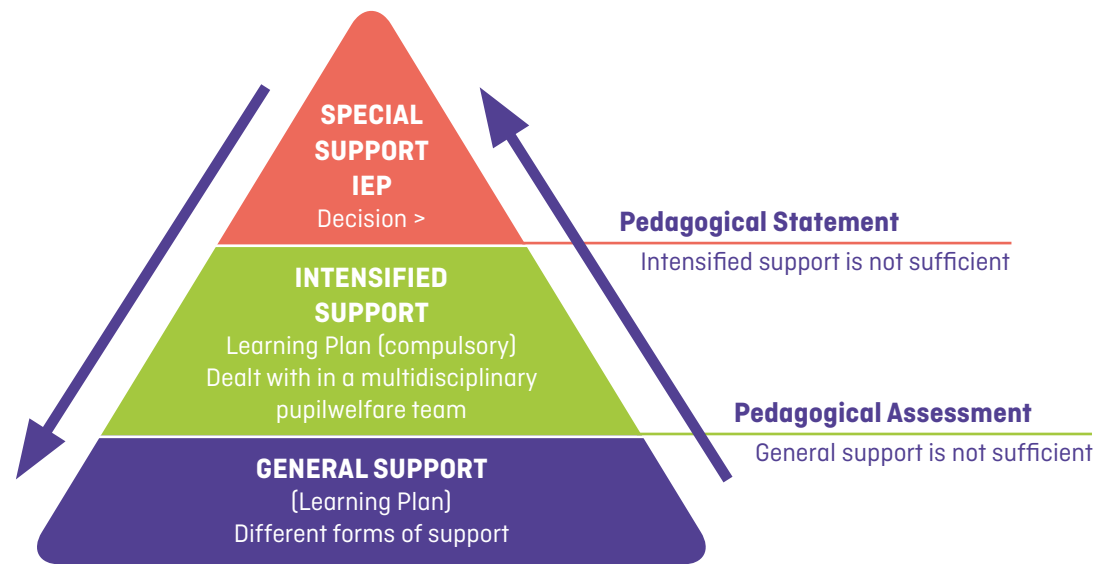 SPECIAL
SUPPORT
IEP
Decision >
Pedagogical Statement
Intensified support is not sufficient
INTENSIFIED
SUPPORT
Learning Plan (compulsory)
Dealt with in a multidisciplinary
pupilwelfare team
Pedagogical Assessment
General support is not sufficient
GENERAL SUPPORT
(Learning Plan)
Different forms of support